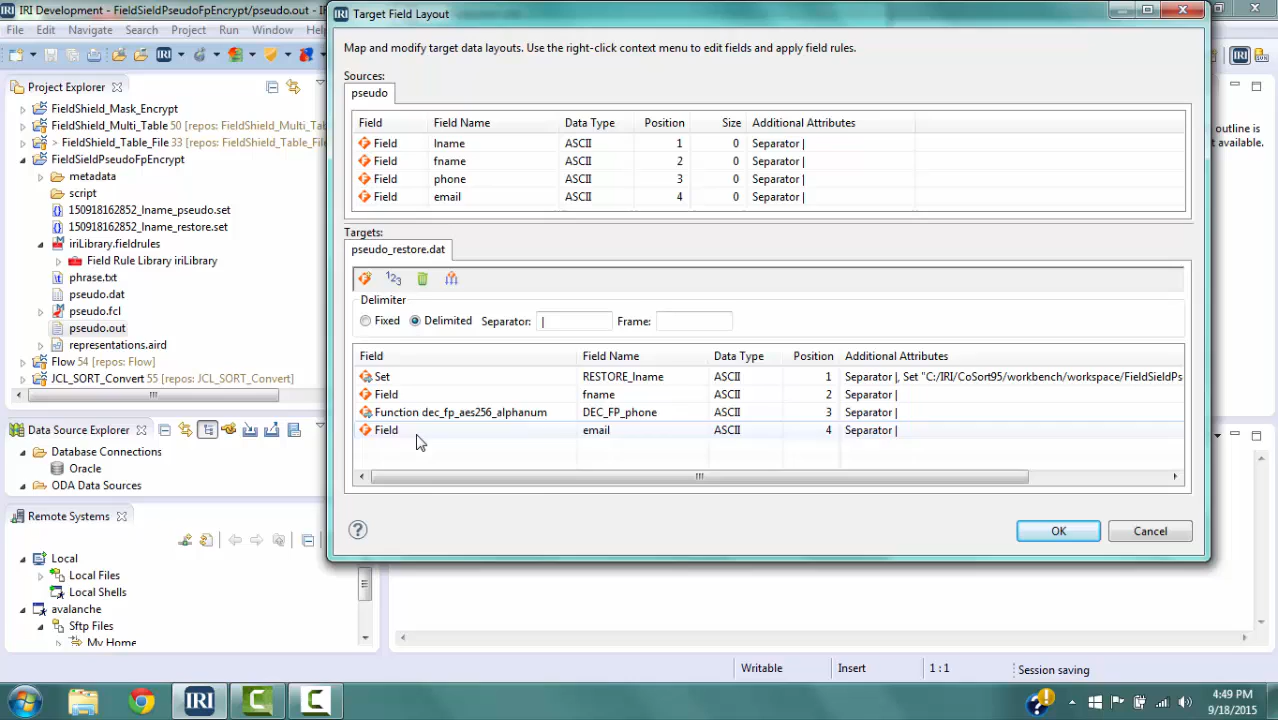 IRI Development - FieldSieldPseudoFpEncrypt/pseudo.out - I
File Edit Navigate Search Project Run Window
IRI
Project Explorer
FieldShield_Mask_Encrypt
FieldShield_Multi_Table 50 [repos: FieldShield_Multi_Ta
> FieldShield_Table_File 33 [repos: FieldShield_Table_Fi
FieldSieldPseudoFpEncrypt
metadata
script
150918162852_lname_pseudo.set
150918162852_lname_restore.set
iriLibrary.fieldrules
Field Rule Library iriLibrary
phrase.txt
pseudo.dat
pseudo.fcl
pseudo.out
representations.aird
Flow 54 [repos: Flow]
JCL_SORT_Convert 55 [repos: JCL_SORT_Convert]
Data Source Explorer
Database Connections
Oracle
ODA Data Sources
Remote Systems
Local
Local Files
Local Shells
avalanche
Sftp Files
My Home
Target Field Layout
Map and modify target data layouts. Use the right-click context menu to edit fields and apply field rules.
Sources:
pseudo
Field Field Name Data Type Position Size Additional Attributes
Field lname ASCII 1 0 Separator |
Field fname ASCII 2 0 Separator |
Field phone ASCII 3 0 Separator |
Field email ASCII 4 0 Separator |
Targets:
pseudo_restore.dat
Delimiter
Fixed Delimited Separator: | Frame:
Field Field Name Data Type Position Additional Attributes
Set RESTORE_lname ASCII 1 Separator |, Set "C:/IRI/CoSort95/workbench/workspace/FieldSieldPs
Field fname ASCII 2 Separator |
Function dec_fp_aes256_alphanum DEC_FP_phone ASCII 3 Separator |
Field email ASCII 4 Separator |
OK Cancel
IRI
outline is
t available.
Writable Insert 1 : 1 Session saving
IRI
4:49 PM
9/18/2015